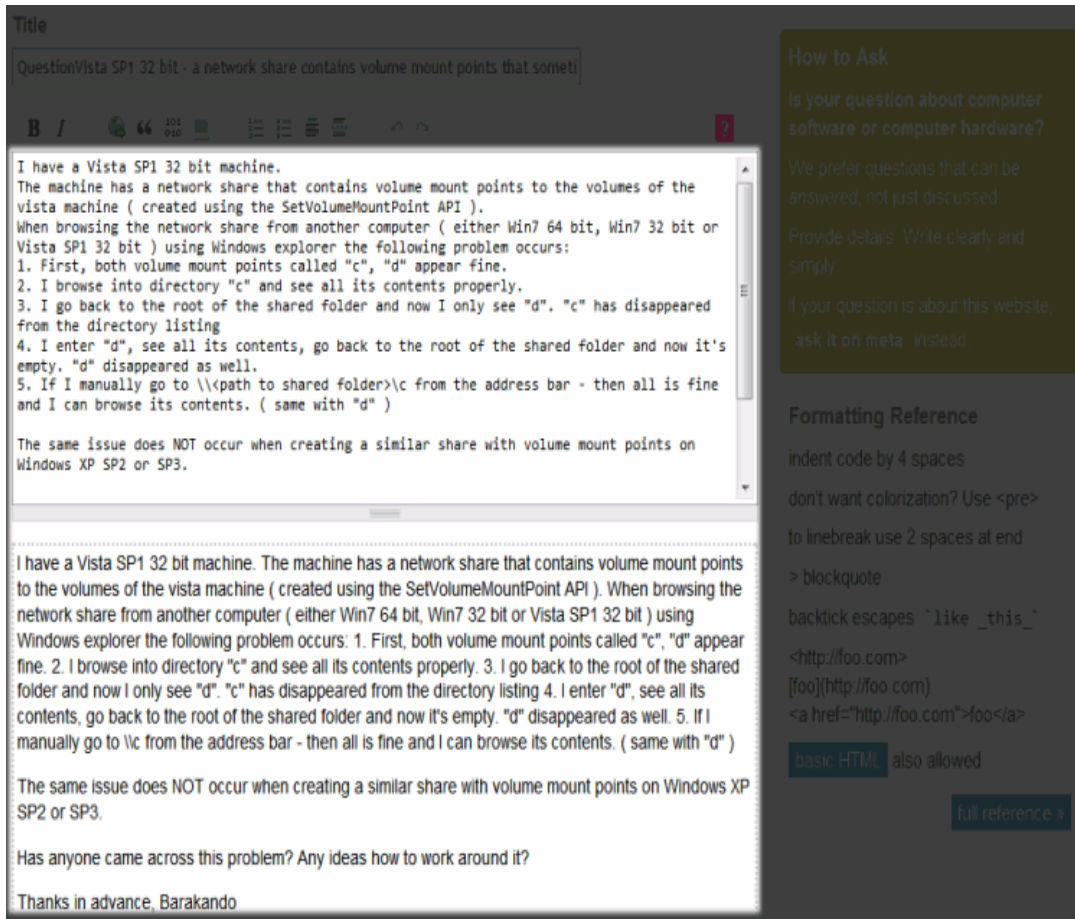 Title
QuestionVista SP1 32 bit - a network share contains volume mount points that someti
B I
101
010
?
I have a Vista SP1 32 bit machine.
The machine has a network share that contains volume mount points to the volumes of the
vista machine ( created using the SetVolumeMountPoint API ).
When browsing the network share from another computer ( either Win7 64 bit, Win7 32 bit or
Vista SP1 32 bit ) using Windows explorer the following problem occurs:
1. First, both volume mount points called "c", "d" appear fine.
2. I browse into directory "c" and see all its contents properly.
3. I go back to the root of the shared folder and now I only see "d". "c" has disappeared
from the directory listing
4. I enter "d", see all its contents, go back to the root of the shared folder and now it's
empty. "d" disappeared as well.
5. If I manually go to \\<path to shared folder>\c from the address bar - then all is fine
and I can browse its contents. ( same with "d" )
The same issue does NOT occur when creating a similar share with volume mount points on
Windows XP SP2 or SP3.
I have a Vista SP1 32 bit machine. The machine has a network share that contains volume mount points
to the volumes of the vista machine ( created using the SetVolumeMountPoint API ). When browsing the
network share from another computer ( either Win7 64 bit, Win7 32 bit or Vista SP1 32 bit ) using
Windows explorer the following problem occurs: 1. First, both volume mount points called "c", "d" appear
fine. 2. I browse into directory "c" and see all its contents properly. 3. I go back to the root of the shared
folder and now I only see "d". "c" has disappeared from the directory listing 4. I enter "d", see all its
contents, go back to the root of the shared folder and now it's empty. "d" disappeared as well. 5. If I
manually go to \\c from the address bar - then all is fine and I can browse its contents. ( same with "d" )
The same issue does NOT occur when creating a similar share with volume mount points on Windows XP
SP2 or SP3.
Has anyone came across this problem? Any ideas how to work around it?
Thanks in advance, Barakando
How to Ask
Is your question about computer
software or computer hardware?
We prefer questions that can be
answered, not just discussed.
Provide details. Write clearly and
simply.
If your question is about this website,
ask it on meta instead.
Formatting Reference
indent code by 4 spaces
don't want colorization? Use <pre>
to linebreak use 2 spaces at end
> blockquote
backtick escapes `like _this_`
<http://foo.com>
[foo](http://foo.com)
<a href="http://foo.com">foo</a>
basic HTML also allowed
full reference »